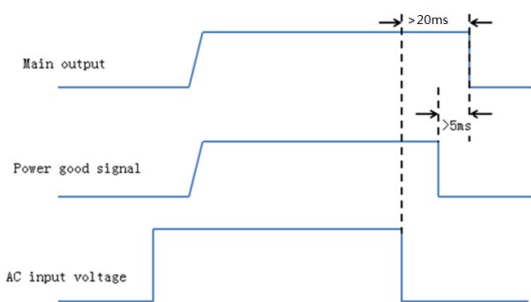 >20ms
Main output
>5ms
Power good signal
AC input voltage